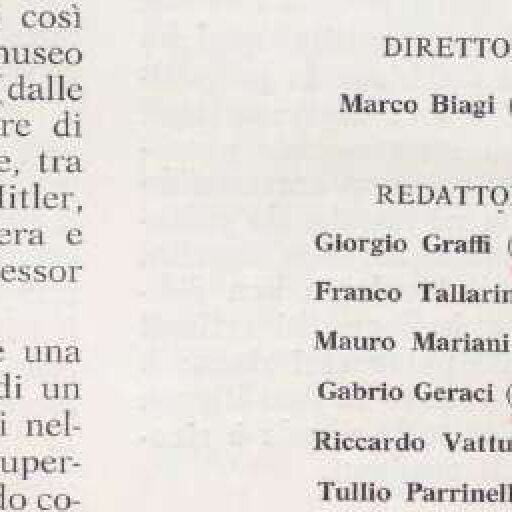 così
museo
(dalle
re di
e, tra
Hitler,
era e
essor
e una
di un
i nel-
uper-
do co-
DIRETTO
Marco Biagi (
REDATTO
Giorgio Graffi (
Franco Tallarin
Mauro Mariani
Gabrio Geraci (
Riccardo Vattu
Tullio Parrinell